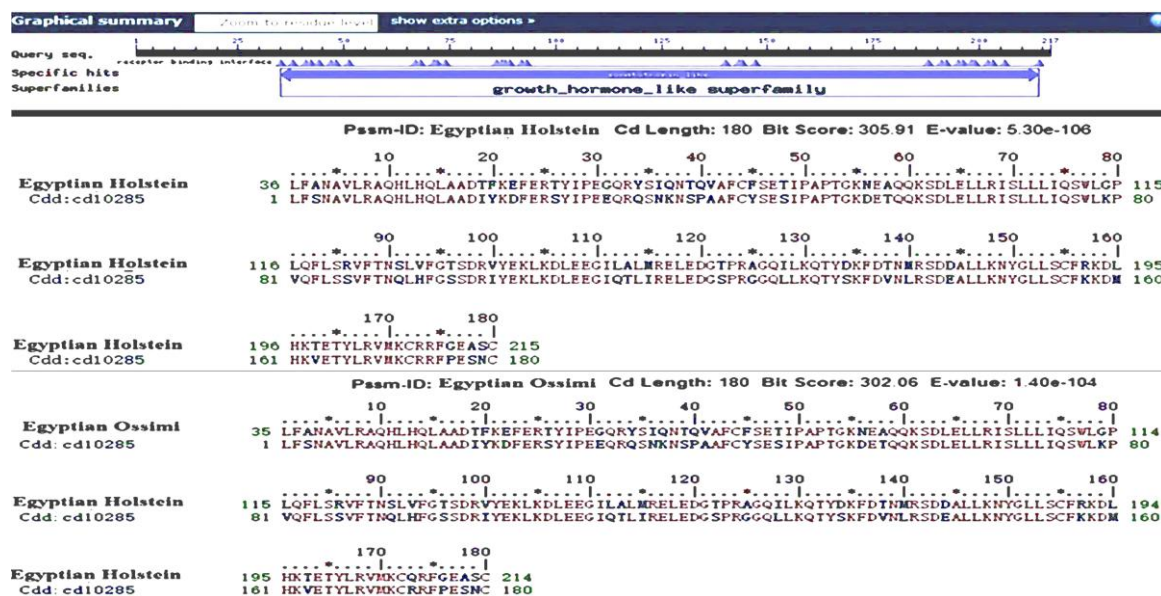 Graphical summary Zoom to residue level show extra options »
1 25 50 75 100 125 150 175 200 217
Query seq.
receptor binding interface
Specific hits
Superfamilies growth_hormone_like superfamily
Pssm-ID: Egyptian Holstein Cd Length: 180 Bit Score: 305.91 E-value: 5.30e-106
10 20 30 40 50 60 70 80
....*....|....*....|....*....|....*....|....*....|....*....|....*....|....*....|
Egyptian Holstein 36 LFANAVLRAQHLHQLAADTFKEFERTYIPEGQRYSIQNTQVAFCFSETIPAPTGKNEAQQKSDLELLRISLLLIQSWLGP 115
Cdd:cd10285 1 LFSNAVLRAQHLHQLAADIYKDFERSYIPEEQRQSNKNSPAAFCYSESIPAPTGKDETQQKSDLELLRISLLLIQSWLKP 80
90 100 110 120 130 140 150 160
....*....|....*....|....*....|....*....|....*....|....*....|....*....|....*....|
Egyptian Holstein 116 LQFLSRVFTNSLVFGTSDRVYEKLKDLEEGILALMRELEDGTPRAGQILKQTYDKFDTNMRSDDALLKNYGLLSCFRKDL 195
Cdd:cd10285 81 VQFLSSVFTNQLHFGSSDRIYEKLKDLEEGIQTLIRELEDGSPRGGQLLKQTYSKFDVNLRSDEALLKNYGLLSCFKKDM 160
170 180
....*....|....*....|
Egyptian Holstein 196 HKTETYLRVMKCRRFGEASC 215
Cdd:cd10285 161 HKVETYLRVMKCRRFPESNC 180
Pssm-ID: Egyptian Ossimi Cd Length: 180 Bit Score: 302.06 E-value: 1.40e-104
10 20 30 40 50 60 70 80
....*....|....*....|....*....|....*....|....*....|....*....|....*....|....*....|
Egyptian Ossimi 35 LFANAVLRAQHLHQLAADTFKEFERTYIPEGQRYSIQNTQVAFCFSETIPAPTGKNEAQQKSDLELLRISLLLIQSWLGP 114
Cdd:cd10285 1 LFSNAVLRAQHLHQLAADIYKDFERSYIPEEQRQSNKNSPAAFCYSESIPAPTGKDETQQKSDLELLRISLLLIQSWLKP 80
90 100 110 120 130 140 150 160
....*....|....*....|....*....|....*....|....*....|....*....|....*....|....*....|
Egyptian Holstein 115 LQFLSRVFTNSLVFGTSDRVYEKLKDLEEGILALMRELEDGTPRAGQILKQTYDKFDTNMRSDDALLKNYGLLSCFRKDL 194
Cdd:cd10285 81 VQFLSSVFTNQLHFGSSDRIYEKLKDLEEGIQTLIRELEDGSPRGGQLLKQTYSKFDVNLRSDEALLKNYGLLSCFKKDM 160
170 180
....*....|....*....|
Egyptian Holstein 195 HKTETYLRVMKCQRFGEASC 214
Cdd:cd10285 161 HKVETYLRVMKCRRFPESNC 180